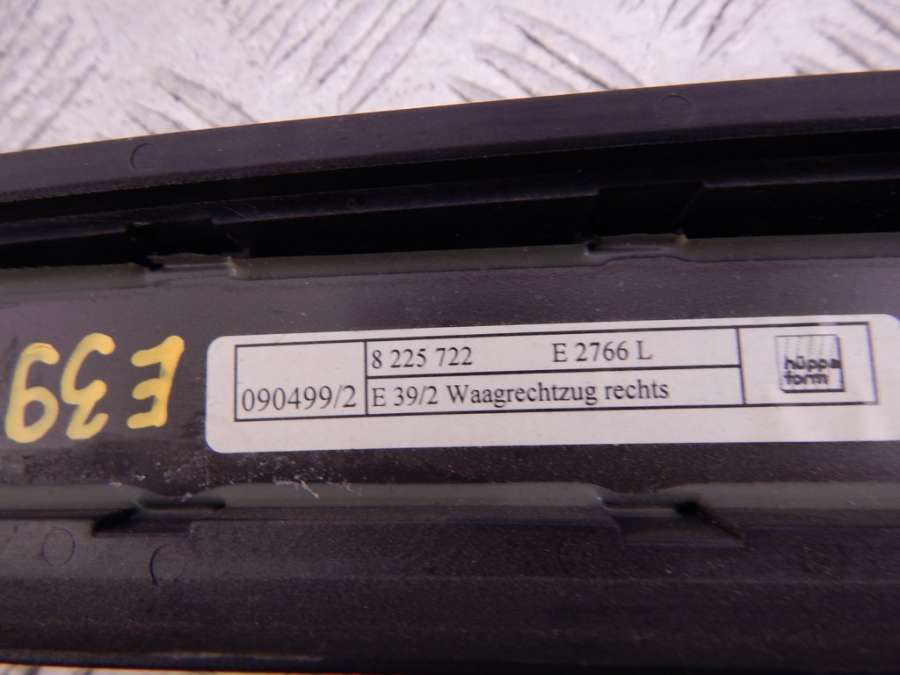 E39
8 225 722 E 2766 L
090499/2 E 39/2 Waagrechtzug rechts
hüppe
form